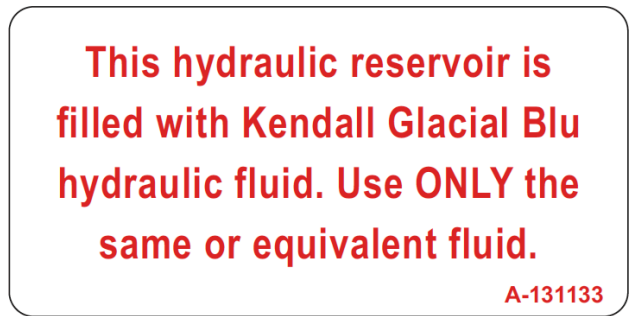 This hydraulic reservoir is
filled with Kendall Glacial Blu
hydraulic fluid. Use ONLY the
same or equivalent fluid.
A-131133